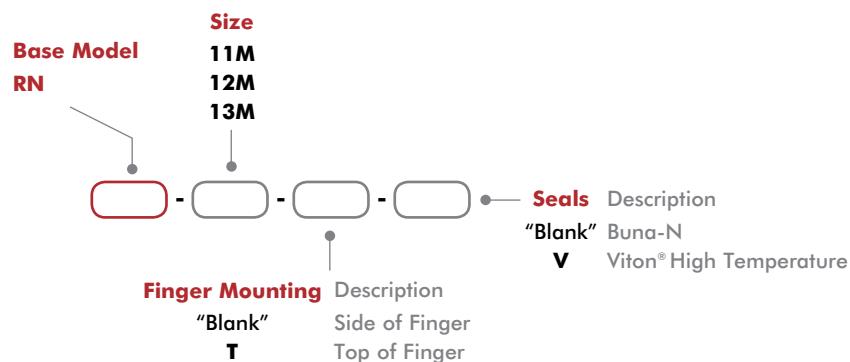 Size
Base Model
11M
RN
12M
13M
- - -
Seals Description
"Blank" Buna-N
V Viton® High Temperature
Finger Mounting Description
"Blank" Side of Finger
T Top of Finger